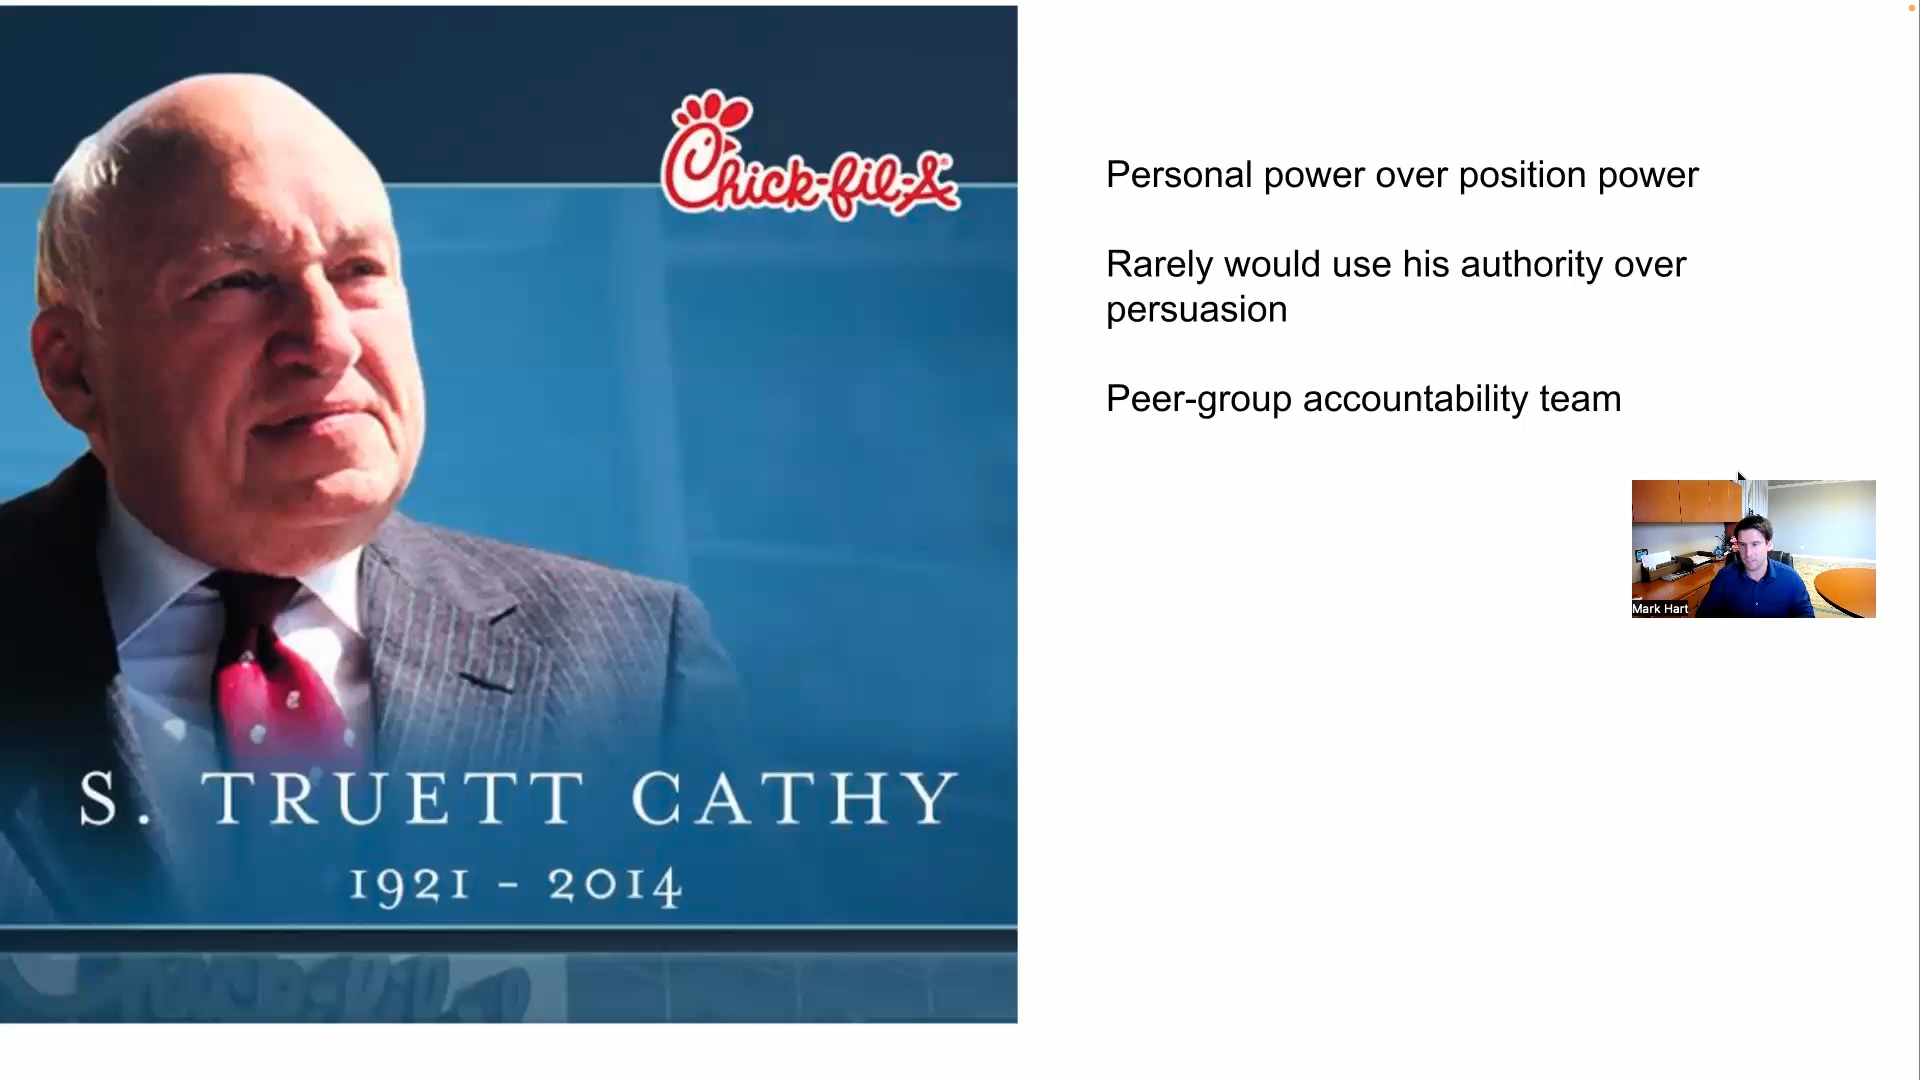 Chick-fil-A
S. TRUETT CATHY
1921 - 2014
Personal power over position power
Rarely would use his authority over
persuasion
Peer-group accountability team
Mark Hart